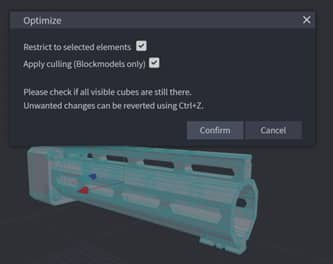 Optimize
Restrict to selected elements
Apply culling (Blockmodels only)
Please check if all visible cubes are still there.
Unwanted changes can be reverted using Ctrl+Z.
Confirm
Cancel